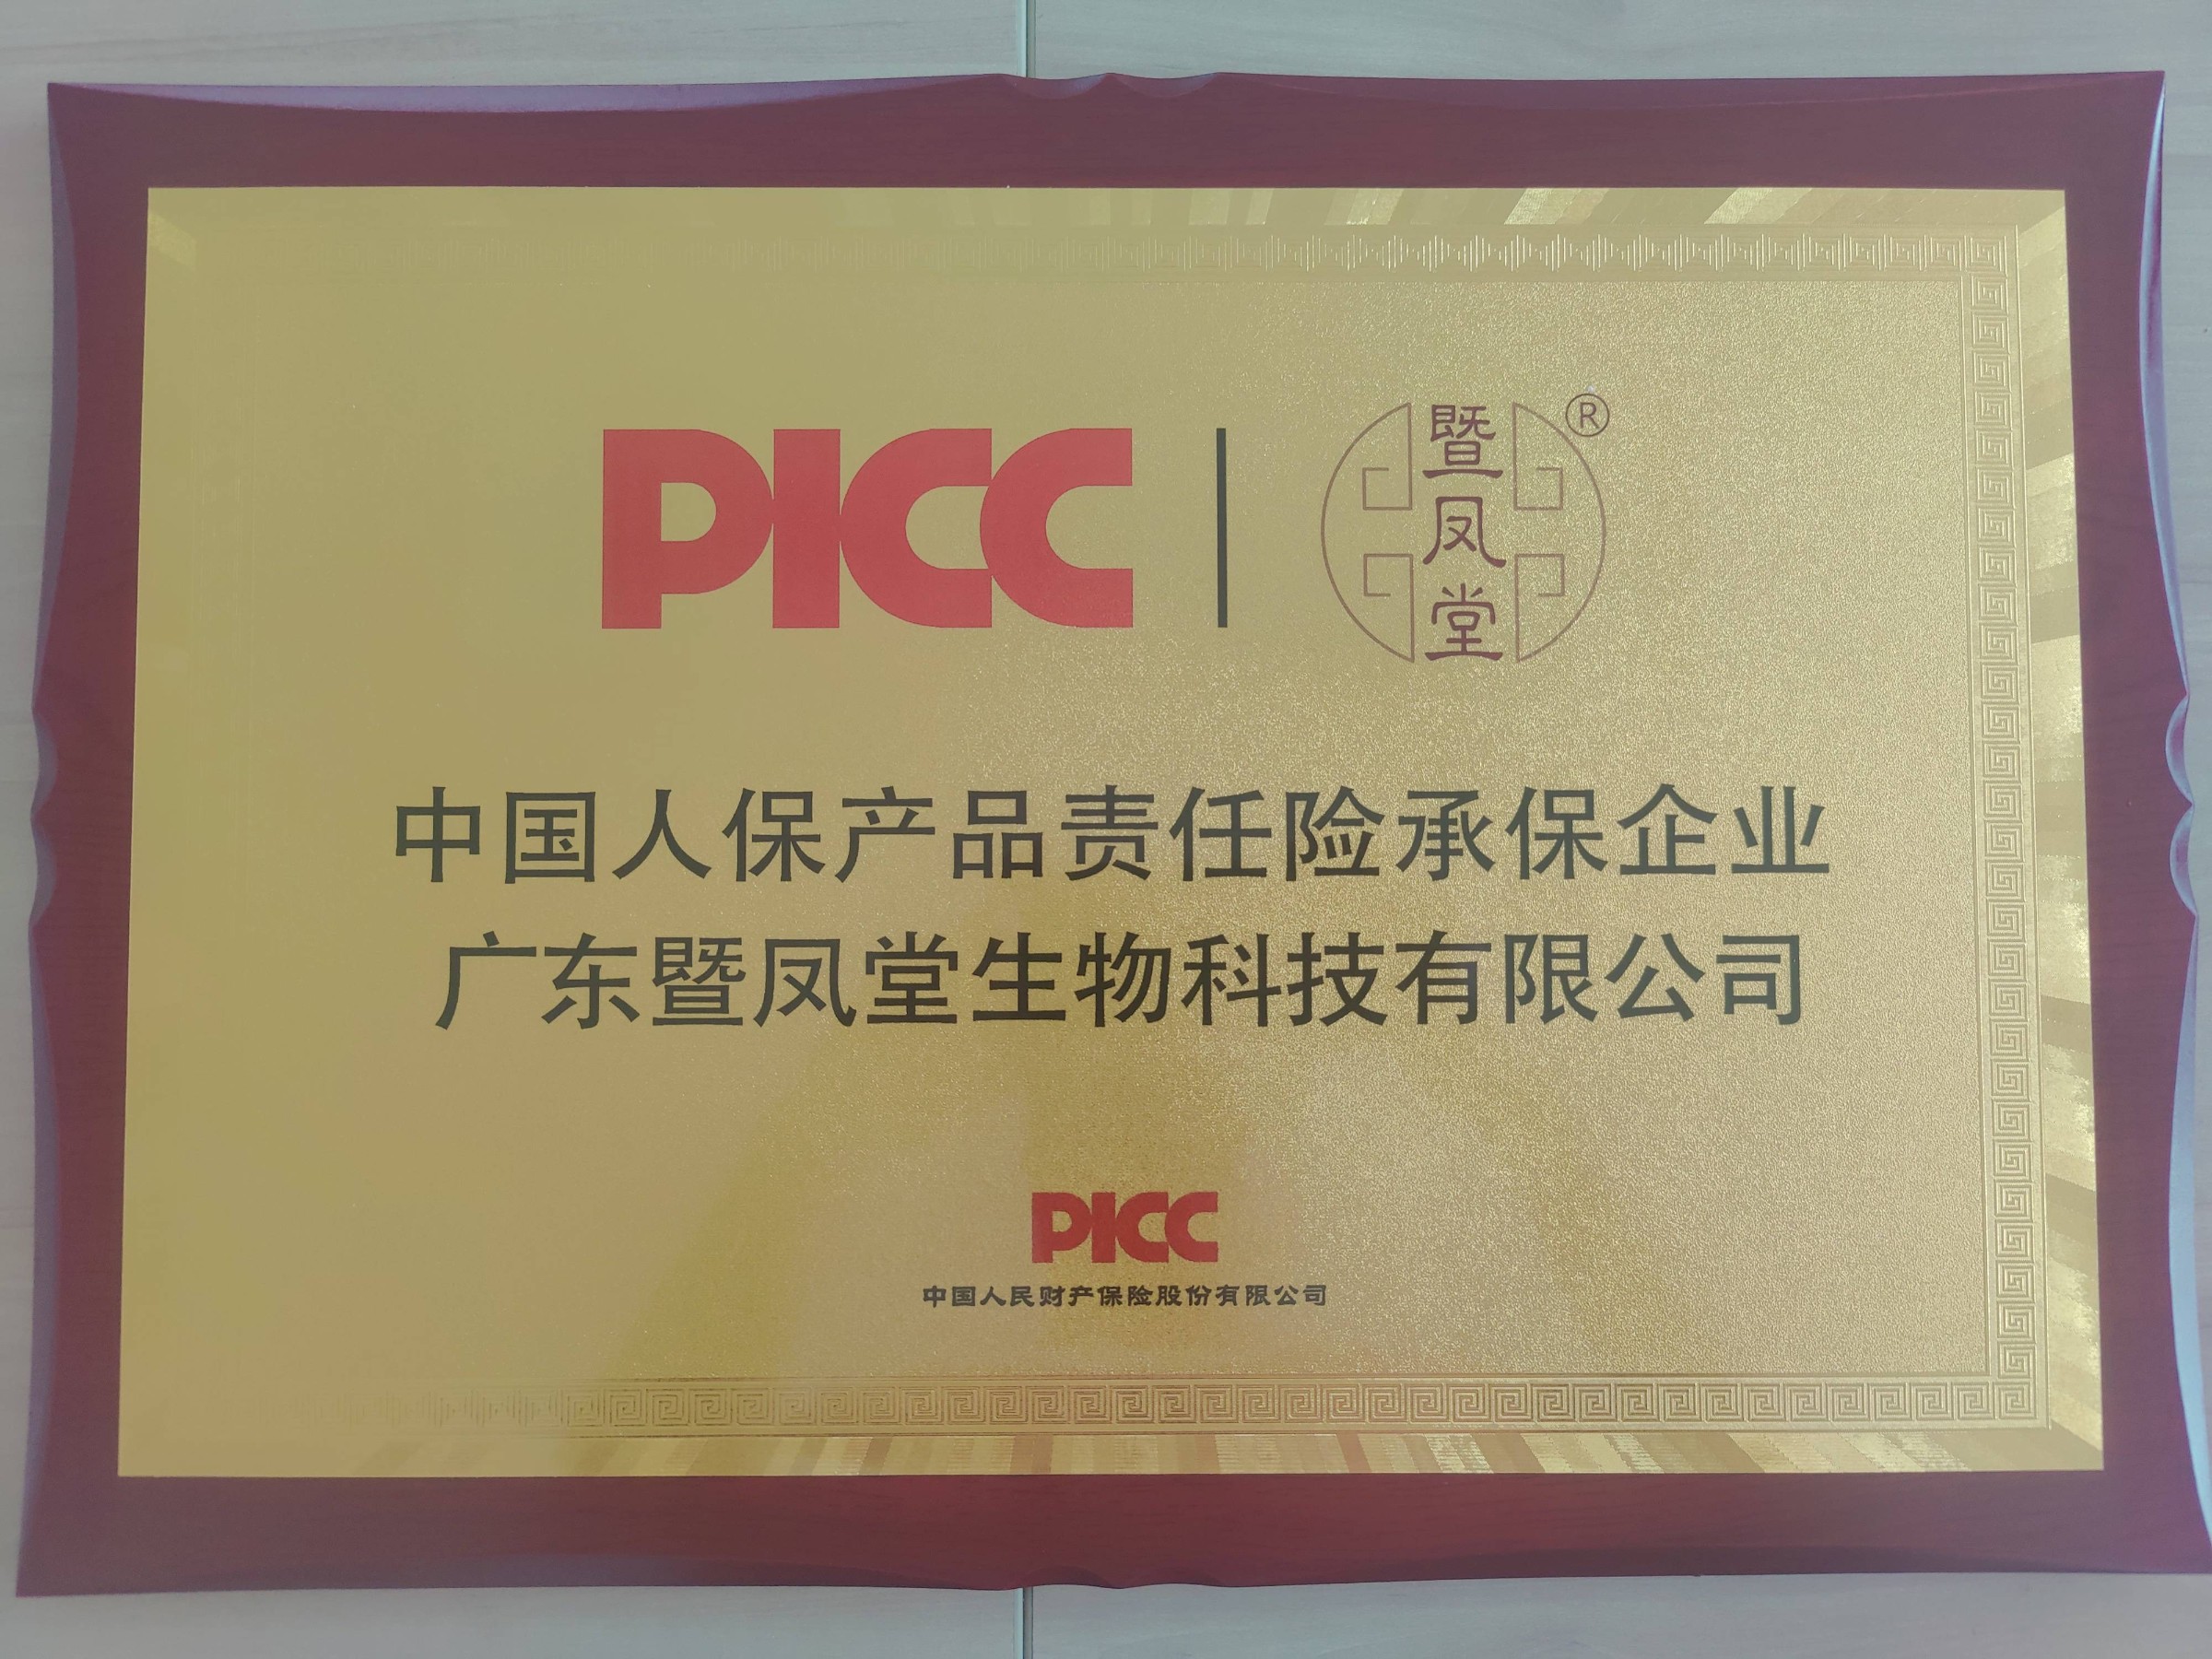 PICC | 暨凤堂®
中国人保产品责任险承保企业
广东暨凤堂生物科技有限公司
PICC
中国人民财产保险股份有限公司